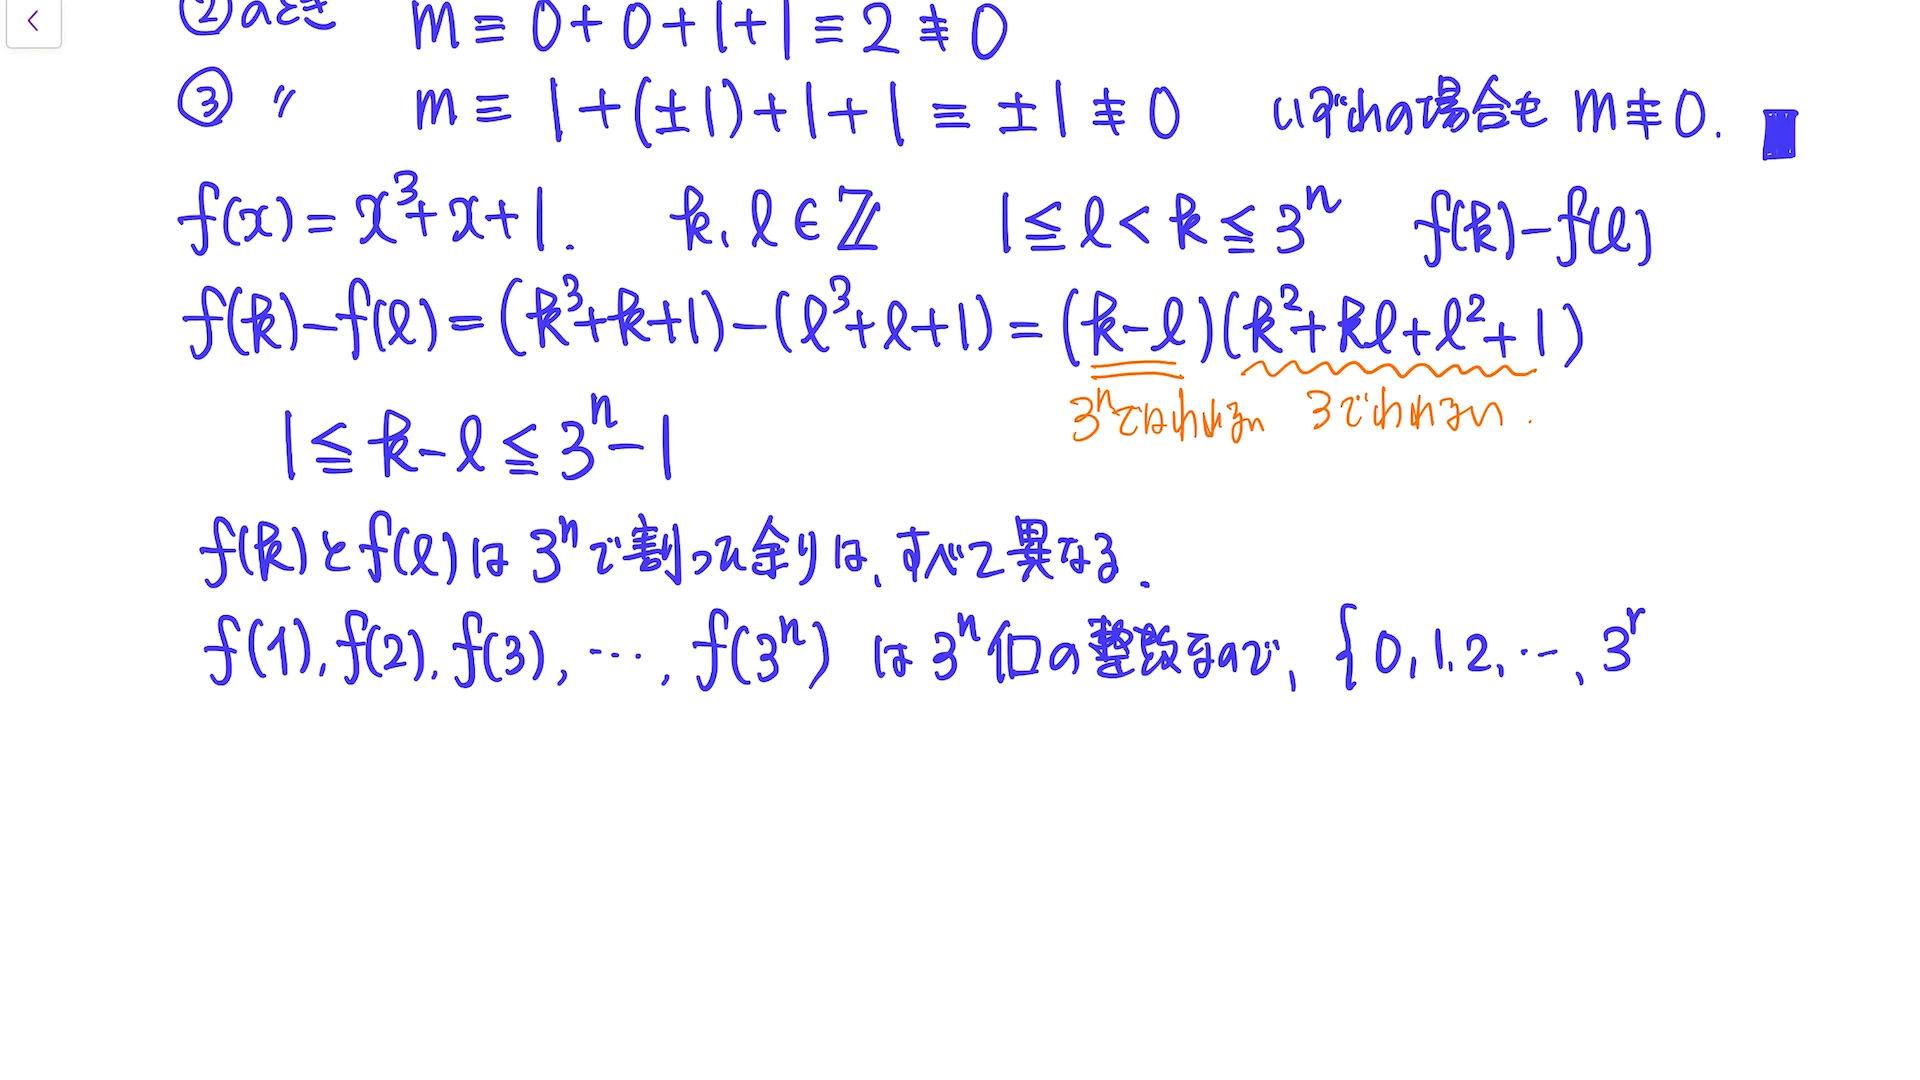 ②のとき m ≡ 0+0+1+1 ≡ 2 ≢ 0
③ 〃 m ≡ 1+(±1)+1+1 ≡ ±1 ≢ 0 いずれの場合も m≢0.
f(x)=x³+x+1. k, l ∈ ℤ 1≦l<k≦3ⁿ f(k)-f(l)
f(k)-f(l)=(k³+k+1)-(l³+l+1)=(k-l)(k²+kl+l²+1)
3ⁿではわれない 3でわれない.
1≦k-l≦3ⁿ-1
f(k)とf(l)は3ⁿで割った余りは、すべて異なる.
f(1), f(2), f(3), …, f(3ⁿ) は3ⁿ個の整数なので, {0,1,2,…,3ʳ